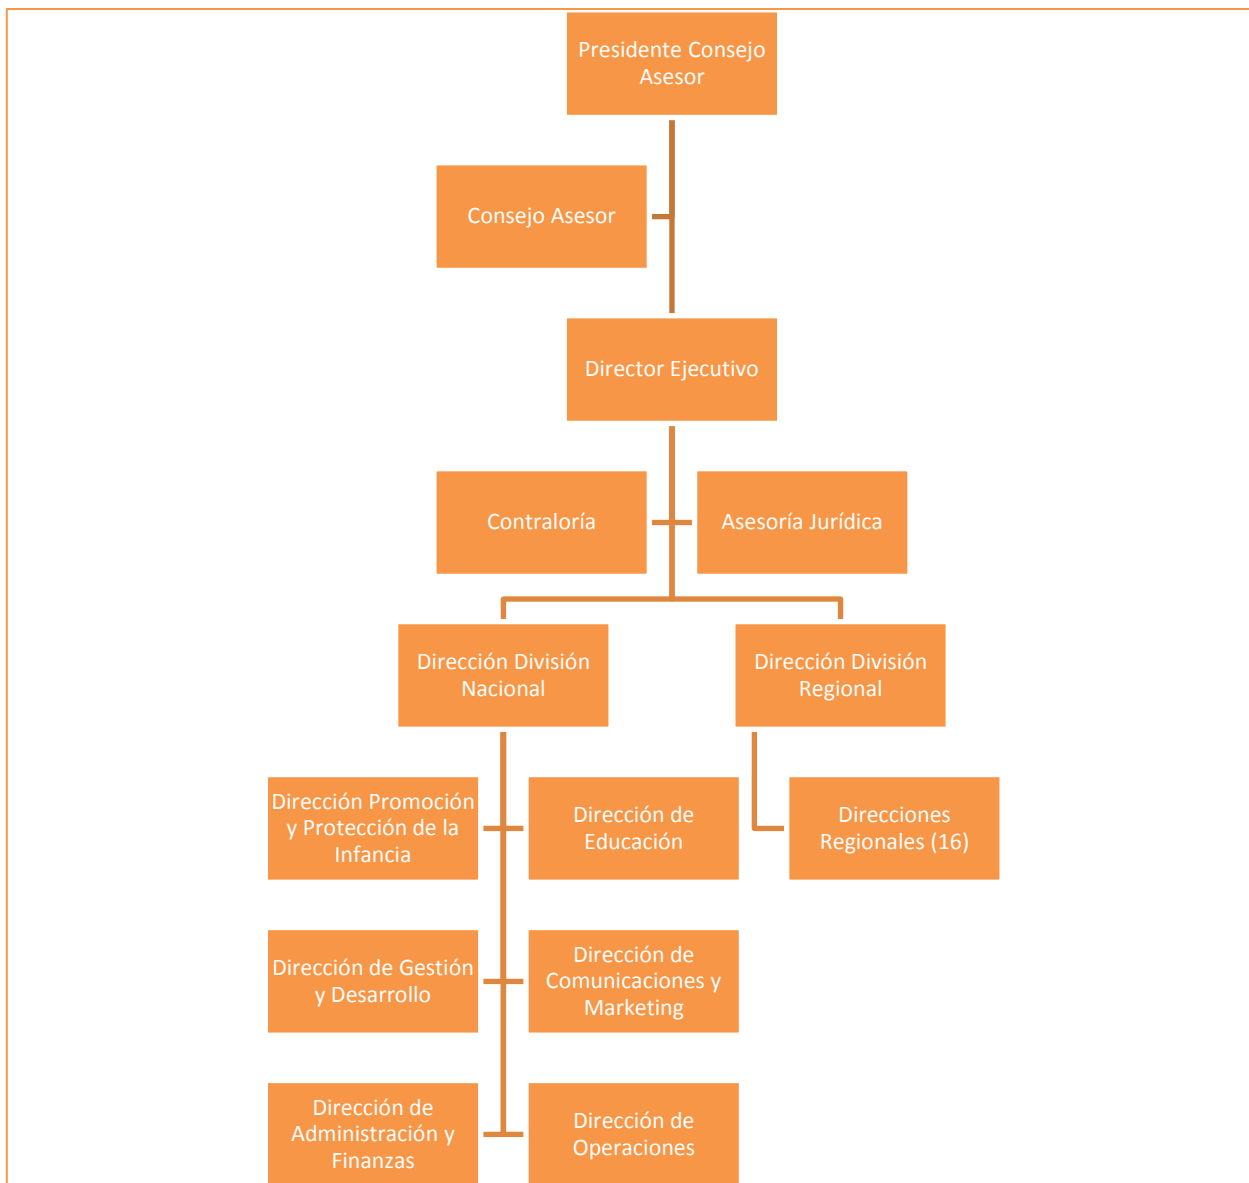 Presidente Consejo
Asesor
Consejo Asesor
Director Ejecutivo
Contraloría
Asesoría Jurídica
Dirección División
Nacional
Dirección División
Regional
Dirección Promoción
y Protección de la
Infancia
Dirección de
Educación
Direcciones
Regionales (16)
Dirección de Gestión
y Desarrollo
Dirección de
Comunicaciones y
Marketing
Dirección de
Administración y
Finanzas
Dirección de
Operaciones